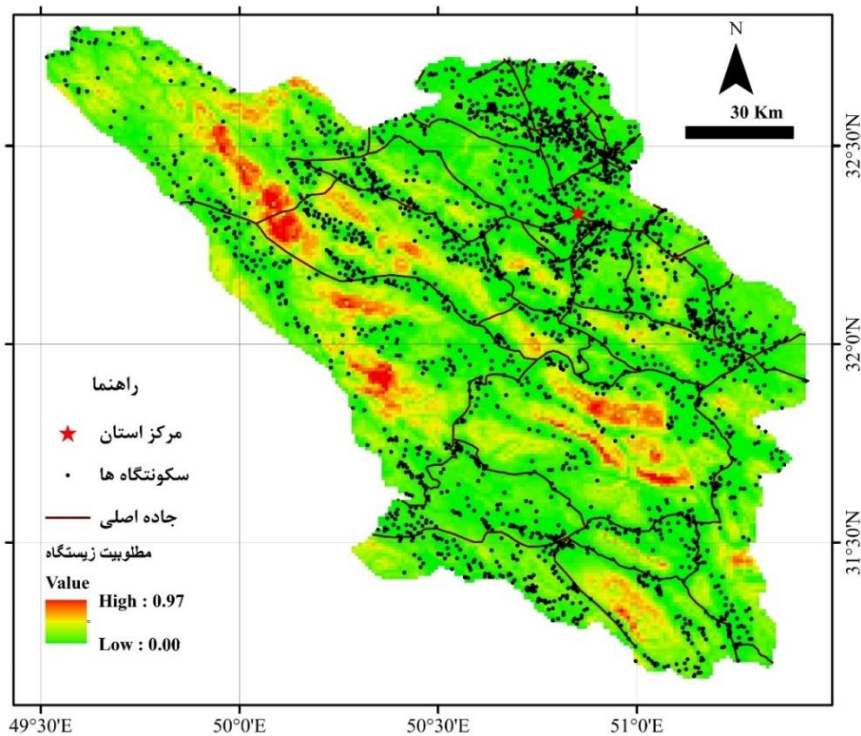 N
30 Km
32°30'N
32°0'N
31°30'N
راهنما
مرکز استان
سکونتگاه ها
جاده اصلی
مطلوبیت زیستگاه
Value
High : 0.97
Low : 0.00
49°30'E
50°0'E
50°30'E
51°0'E